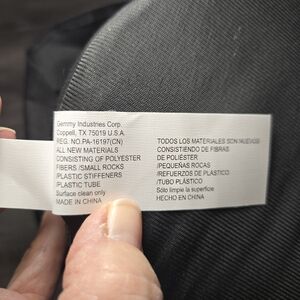 Gemmy Industries Corp.
Coppell, TX 75019 U.S.A.
REG. NO.PA-16197(CN)
ALL NEW MATERIALS
CONSISTING OF POLYESTER
FIBERS /SMALL ROCKS
/PLASTIC STIFFENERS
/PLASTIC TUBE
Surface clean only
MADE IN CHINA
TODOS LOS MATERIALES SON NUEVOS
CONSISTIENDO DE FIBRAS
DE POLIÉSTER
/PEQUEÑAS ROCAS
/REFUERZOS DE PLÁSTICO
/TUBO PLÁSTICO
Sólo limpie la superficie
HECHO EN CHINA